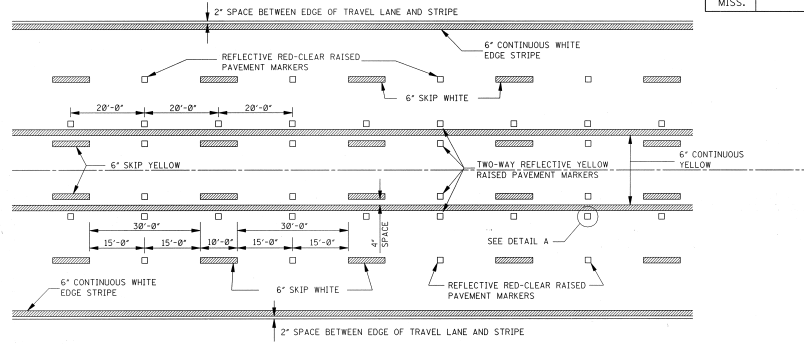 MISS.
2" SPACE BETWEEN EDGE OF TRAVEL LANE AND STRIPE
6" CONTINUOUS WHITE
EDGE STRIPE
REFLECTIVE RED-CLEAR RAISED
PAVEMENT MARKERS
6" SKIP WHITE
20'-0" 20'-0" 20'-0"
6" SKIP YELLOW
TWO-WAY REFLECTIVE YELLOW
RAISED PAVEMENT MARKERS
6" CONTINUOUS
YELLOW
30'-0" 30'-0"
15'-0" 15'-0" 10'-0" 15'-0" 15'-0"
4"
SPACE
SEE DETAIL A
6" CONTINUOUS WHITE
EDGE STRIPE
6" SKIP WHITE
REFLECTIVE RED-CLEAR RAISED
PAVEMENT MARKERS
2" SPACE BETWEEN EDGE OF TRAVEL LANE AND STRIPE